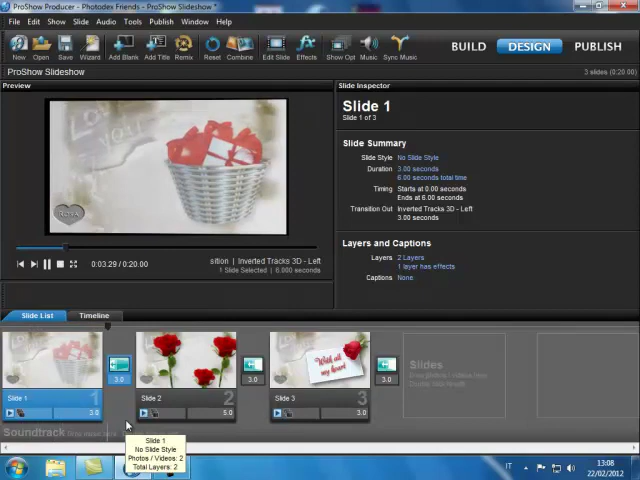 ProShow Producer - Photodex Friends - ProShow Slideshow *
File Show Slide Audio Tools Publish Window Help
New Open Save Wizard Add Blank Add Title Remix Reset Combine Edit Slide Effects Show Opt Music Sync Music
BUILD DESIGN PUBLISH
ProShow Slideshow
3 slides (0:20.00)
Preview
Slide Inspector
Slide 1
Slide 1 of 3
Slide Summary
Slide Style No Slide Style
Duration 3.00 seconds
6.00 seconds total time
Timing Starts at 0.00 seconds
Ends at 6.00 seconds
Transition Out Inverted Tracks 3D - Left
3.00 seconds
Layers and Captions
Layers 2 Layers
1 layer has effects
Captions None
0:03.29 / 0:20.00
sition | Inverted Tracks 3D - Left
1 Slide Selected | 6.000 seconds
Slide List Timeline
With all
my heart
Slide 1 1 3.0
3.0
Slide 2 2 5.0
3.0
Slide 3 3 3.0
3.0
Slides
Soundtrack
Slide 1
No Slide Style
Photos / Videos: 2
Total Layers: 2
IT
13:08
22/02/2012